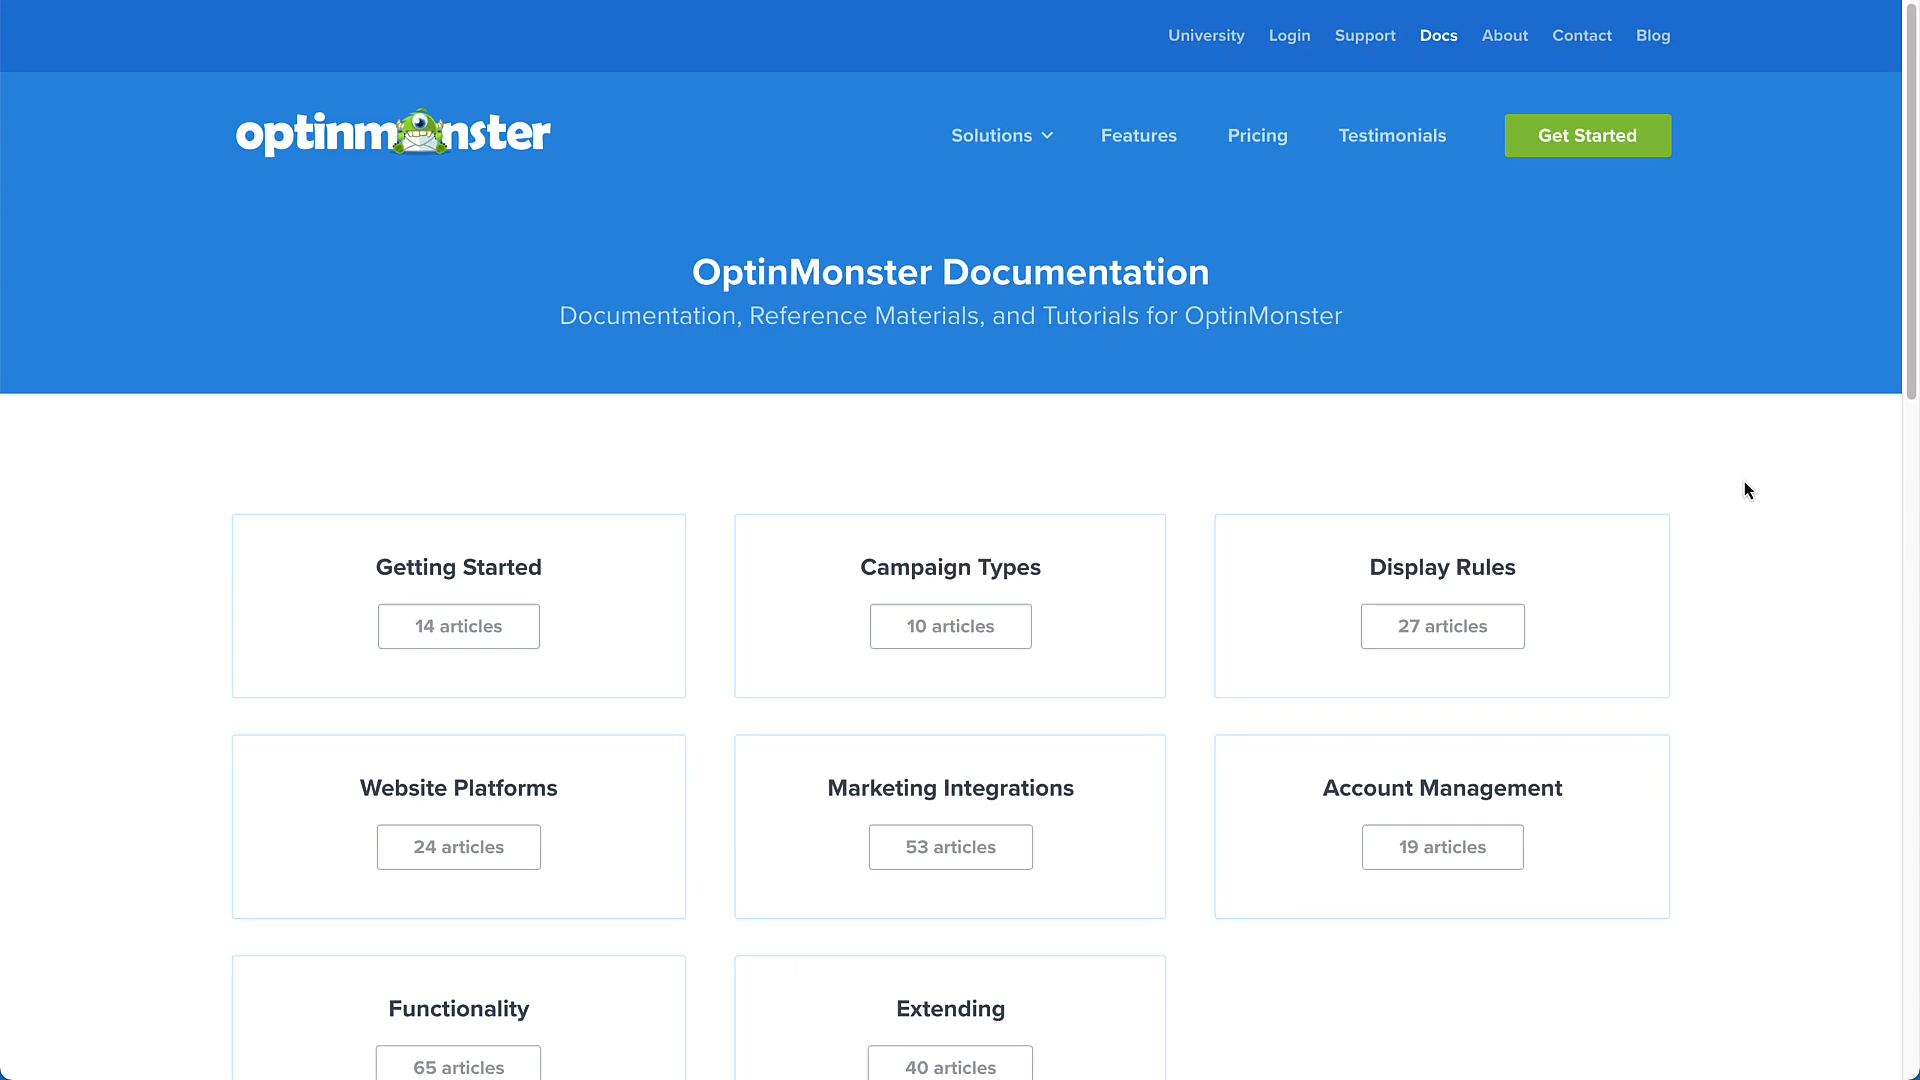 University Login Support Docs About Contact Blog
optinmonster Solutions Features Pricing Testimonials Get Started
OptinMonster Documentation
Documentation, Reference Materials, and Tutorials for OptinMonster
Getting Started Campaign Types Display Rules
14 articles 10 articles 27 articles
Website Platforms Marketing Integrations Account Management
24 articles 53 articles 19 articles
Functionality Extending
65 articles 40 articles